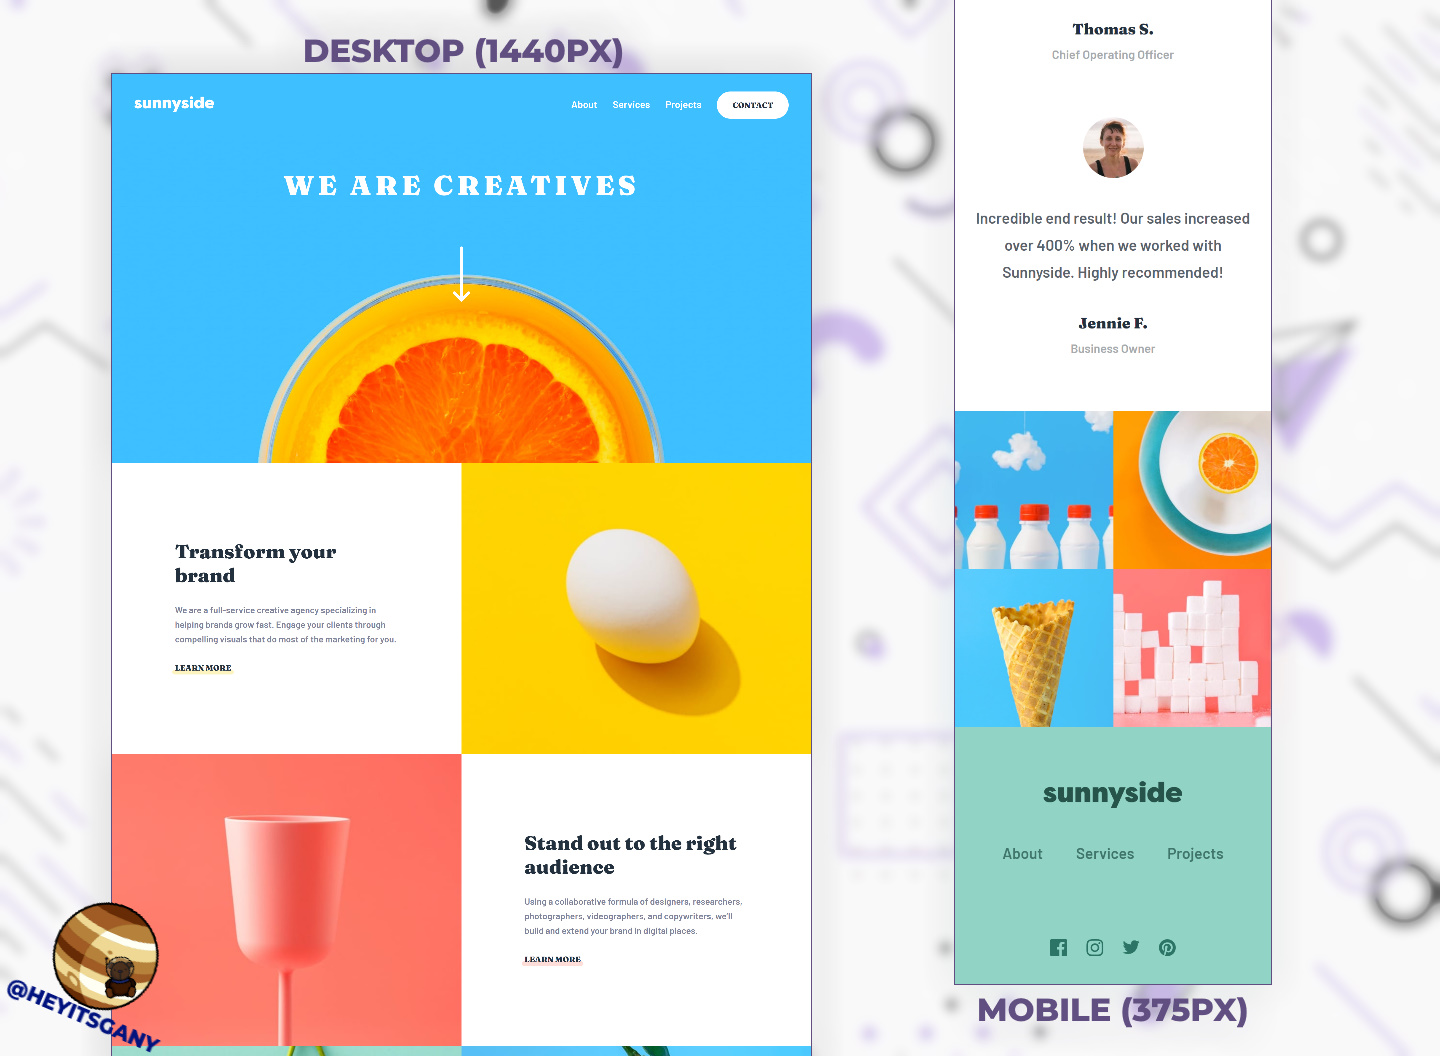 DESKTOP (1440PX)
sunnyside
About Services Projects CONTACT
WE ARE CREATIVES
Transform your
brand
We are a full-service creative agency specializing in
helping brands grow fast. Engage your clients through
compelling visuals that do most of the marketing for you.
LEARN MORE
Stand out to the right
audience
Using a collaborative formula of designers, researchers,
photographers, videographers, and copywriters, we'll
build and extend your brand in digital places.
LEARN MORE
@HEYITSGANY
Thomas S.
Chief Operating Officer
Incredible end result! Our sales increased
over 400% when we worked with
Sunnyside. Highly recommended!
Jennie F.
Business Owner
sunnyside
About Services Projects
MOBILE (375PX)